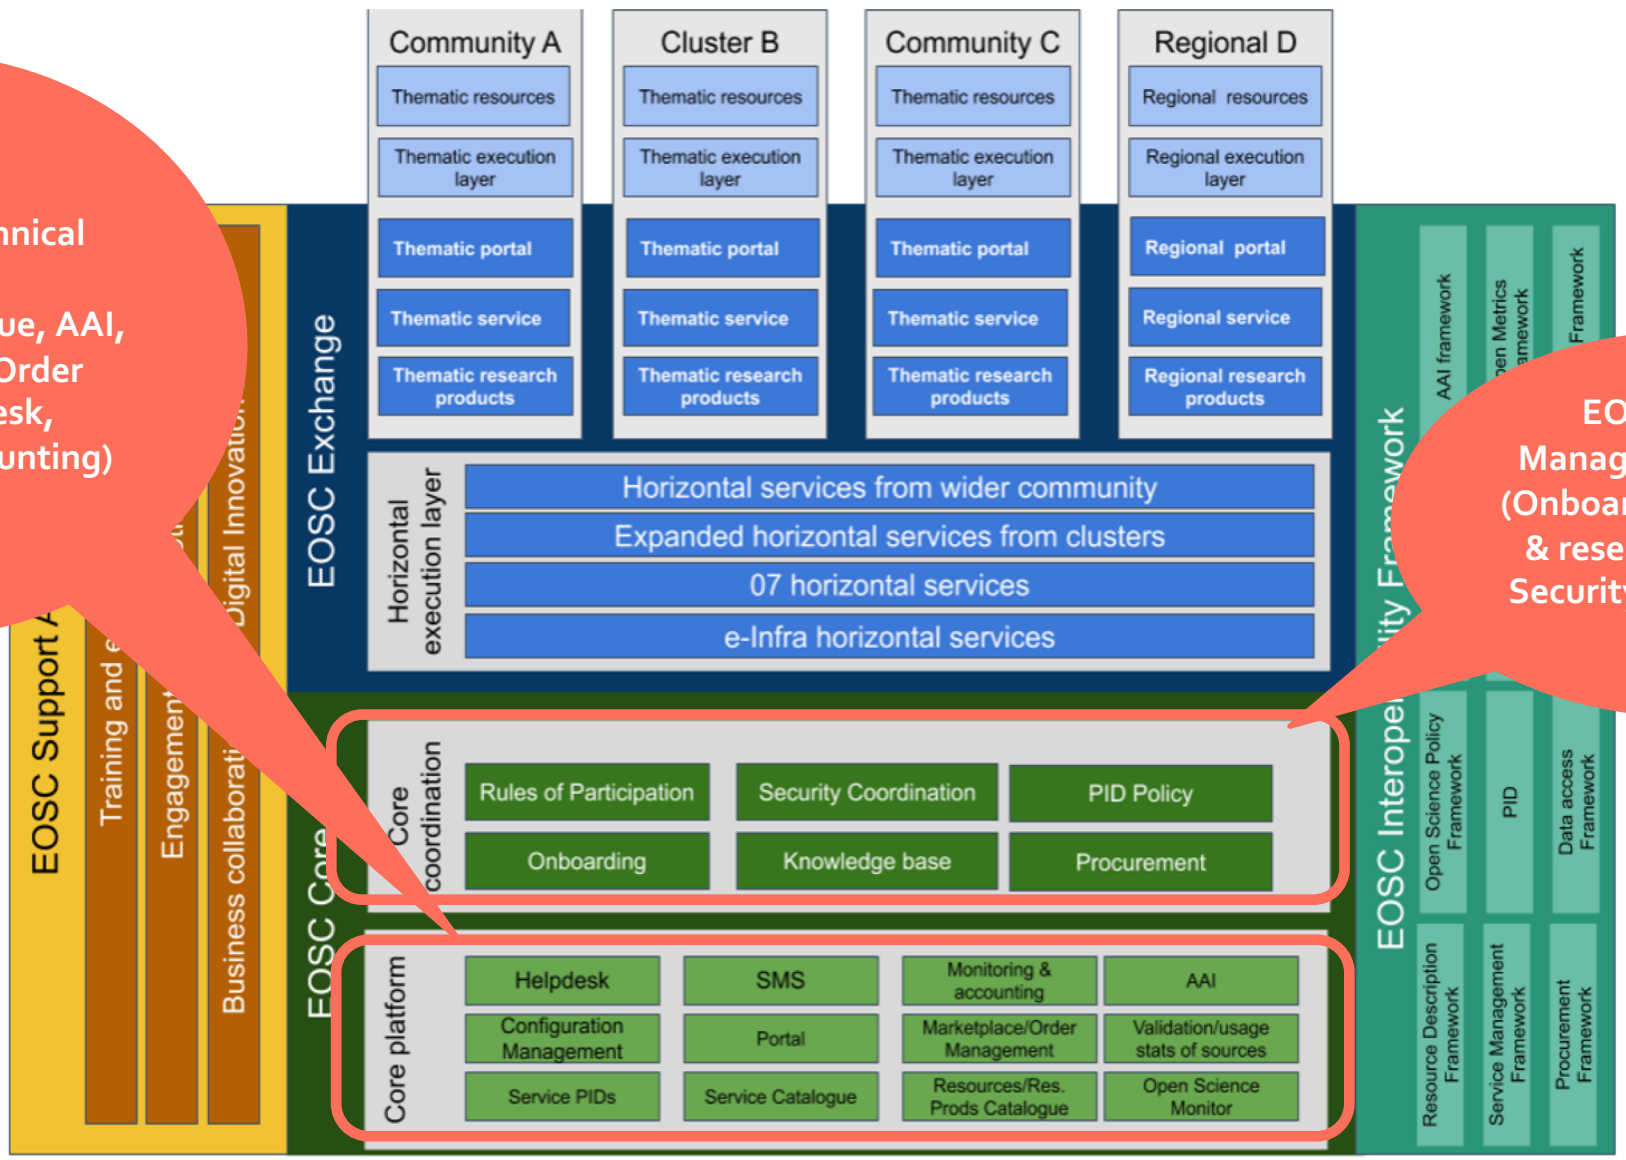 Community A
Thematic resources
Thematic execution
layer
Thematic portal
Thematic service
Thematic research
products
Cluster B
Thematic resources
Thematic execution
layer
Thematic portal
Thematic service
Thematic research
products
Community C
Thematic resources
Thematic execution
layer
Thematic portal
Thematic service
Thematic research
products
Regional D
Regional resources
Regional execution
layer
Regional portal
Regional service
Regional research
products
EOSC Exchange
Horizontal
execution layer
Horizontal services from wider community
Expanded horizontal services from clusters
07 horizontal services
e-Infra horizontal services
EOSC Core
Core
coordination
Rules of Participation
Security Coordination
PID Policy
Onboarding
Knowledge base
Procurement
Core platform
Helpdesk
SMS
Monitoring &
accounting
AAI
Configuration
Management
Portal
Marketplace/Order
Management
Validation/usage
stats of sources
Service PIDs
Service Catalogue
Resources/Res.
Prods Catalogue
Open Science
Monitor
EOSC Support
Training and
Engagement
Business
Digital Innovation
AAI,
Order
EOSC
Framework
AAI framework
Metrics
Framework
Open Science Policy
Framework
PID
Data access
Framework
Resource Description
Framework
Service Management
Framework
Procurement
Framework
&